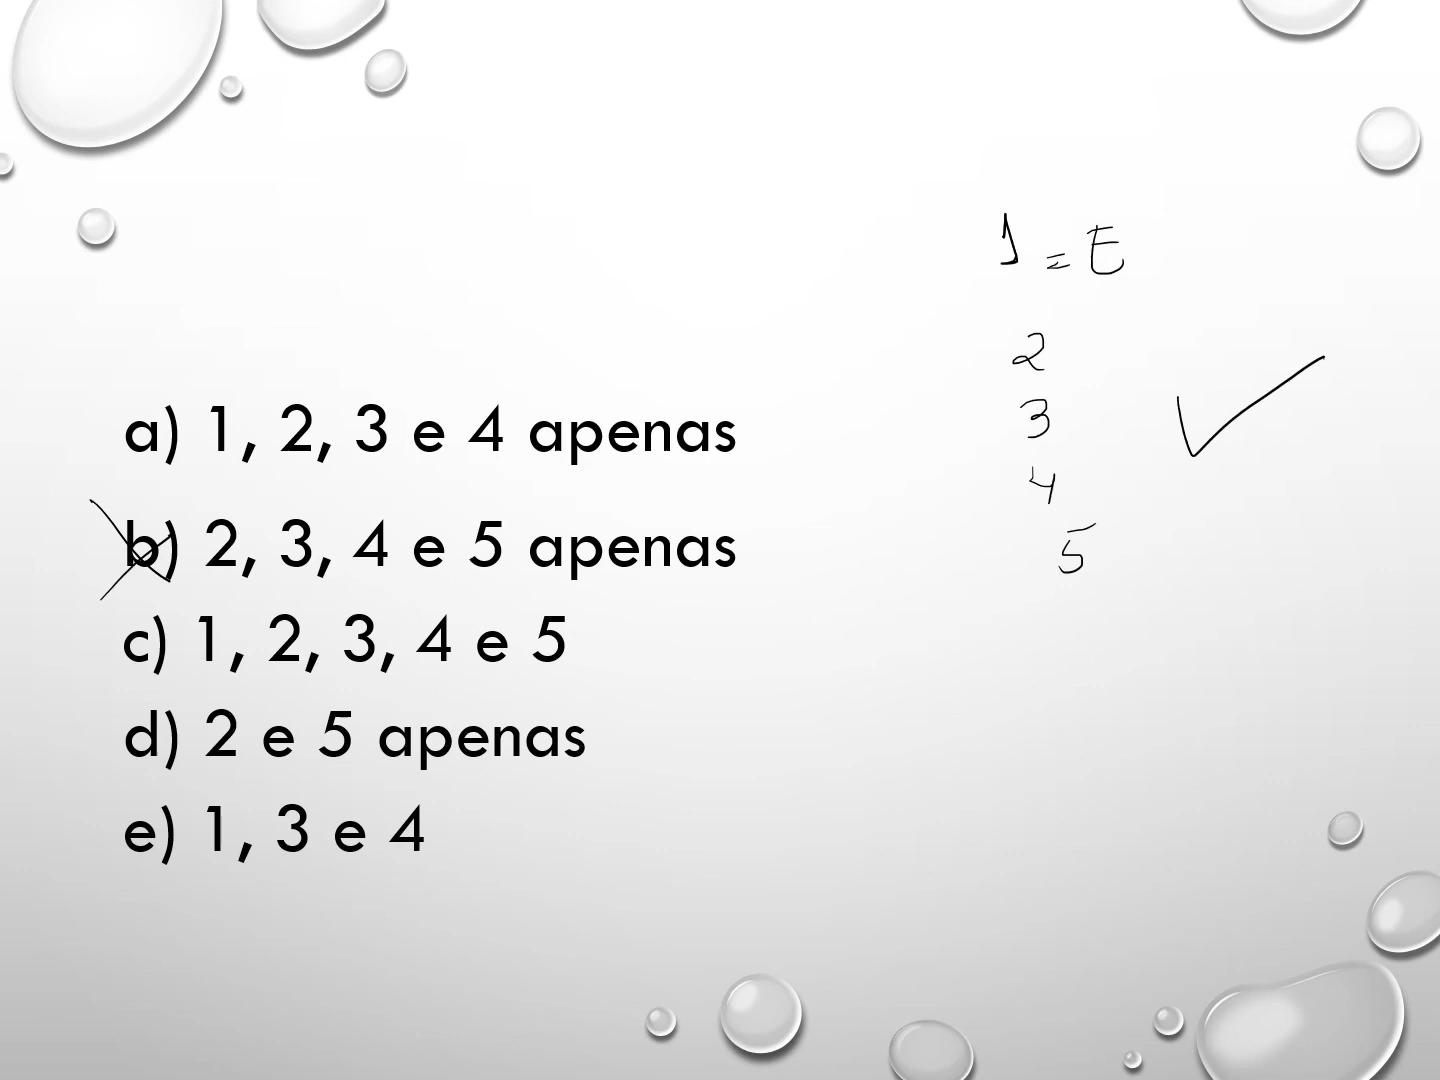 1 = E
2
3
4
5
a) 1, 2, 3 e 4 apenas
b) 2, 3, 4 e 5 apenas
c) 1, 2, 3, 4 e 5
d) 2 e 5 apenas
e) 1, 3 e 4